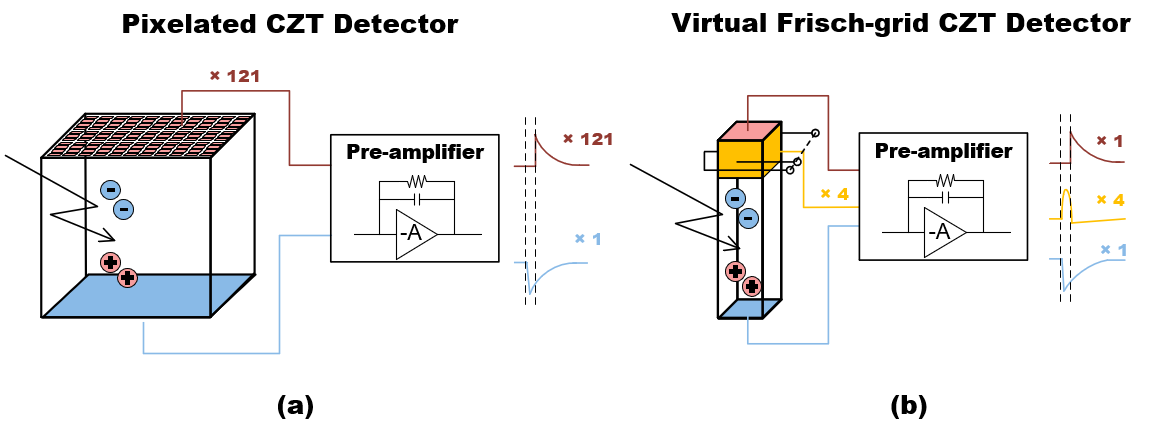 Pixelated CZT Detector
× 121
Pre-amplifier
-A
× 121
× 1
(a)
Virtual Frisch-grid CZT Detector
Pre-amplifier
-A
× 4
× 1
× 4
× 1
(b)